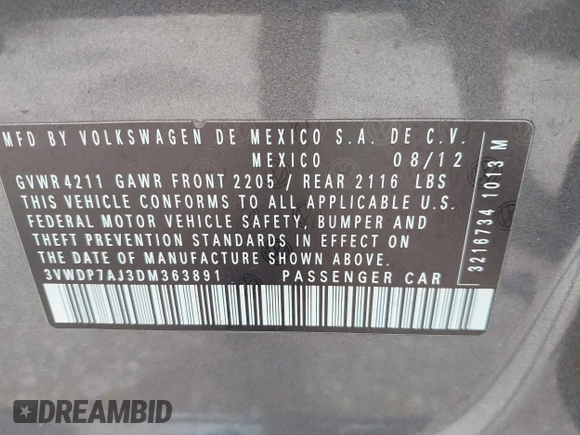 MFD BY VOLKSWAGEN DE MEXICO S.A. DE C.V.
MEXICO 08/12
GVWR 4211 GAWR FRONT 2205 / REAR 2116 LBS
THIS VEHICLE CONFORMS TO ALL APPLICABLE U.S.
FEDERAL MOTOR VEHICLE SAFETY, BUMPER AND
THEFT PREVENTION STANDARDS IN EFFECT ON
THE DATE OF MANUFACTURE SHOWN ABOVE.
3VWDP7AJ3DM363891 PASSENGER CAR
3216734 1013 M
DREAMBID